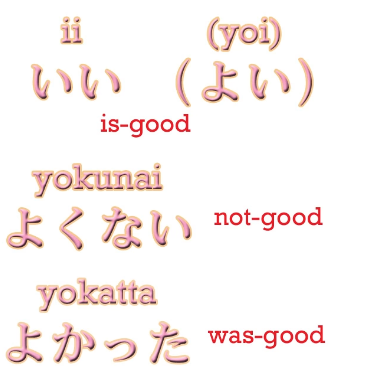 ii (yoi)
いい (よい)
is-good
yokunai
よくない not-good
yokatta
よかった was-good